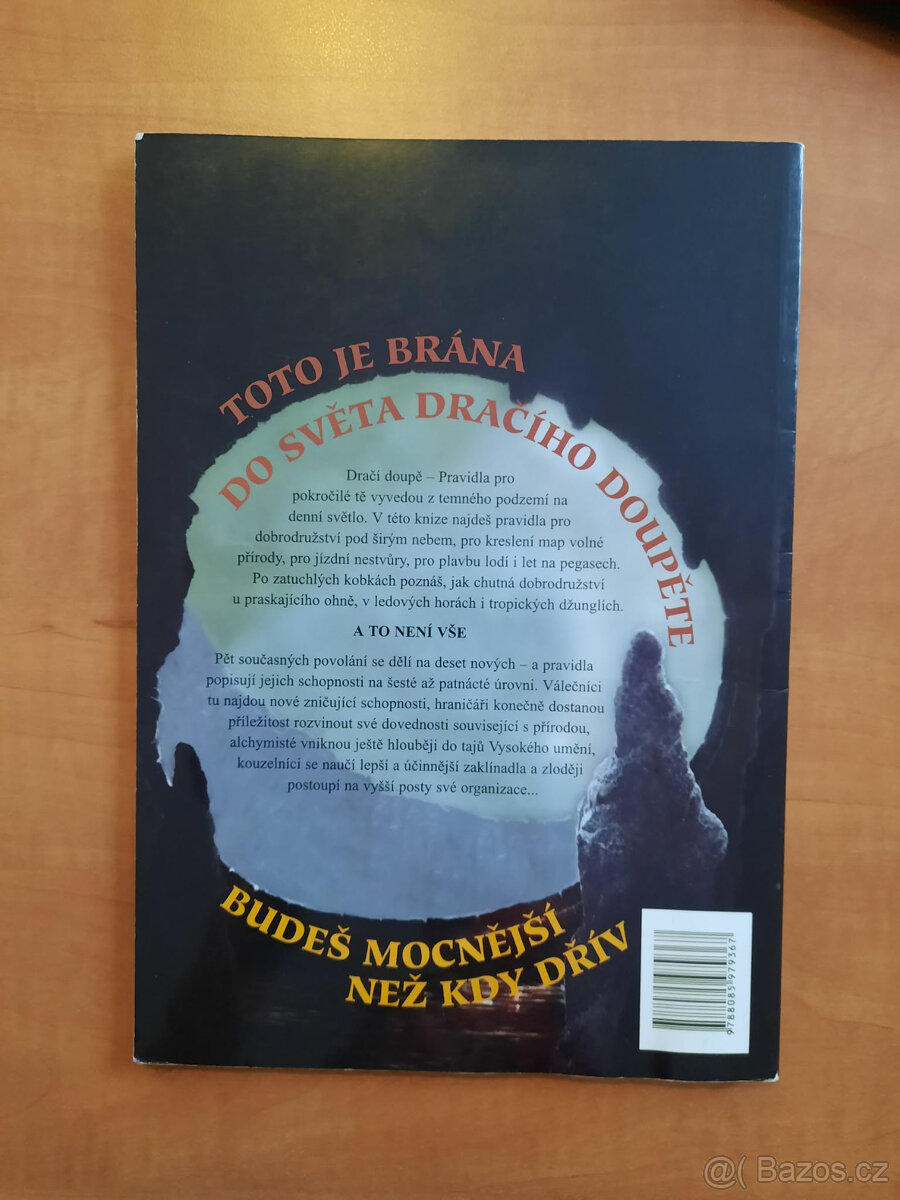 TOTO JE BRÁNA
DO SVĚTA DRAČÍHO DOUPĚTE
Dračí doupě – Pravidla pro
pokročilé tě vyvedou z temného podzemí na
denní světlo. V této knize najdeš pravidla pro
dobrodružství pod širým nebem, pro kreslení map volné
přírody, pro jízdní nestvůry, pro plavbu lodí i let na pegasech.
Po zatuchlých kobkách poznáš, jak chutná dobrodružství
u praskajícího ohně, v ledových horách i tropických džunglích.
A TO NENÍ VŠE
Pět současných povolání se dělí na deset nových – a pravidla
popisují jejich schopnosti na šesté až patnácté úrovni. Válečníci
tu najdou nové zničující schopnosti, hraničáři konečně dostanou
příležitost rozvinout své dovednosti související s přírodou,
alchymisté vniknou ještě hlouběji do tajů Vysokého umění,
kouzelníci se naučí lepší a účinnější zaklínadla a zloději
postoupí na vyšší posty své organizace...
BUDEŠ MOCNĚJŠÍ
NEŽ KDY DŘÍV
9788085979367
@( Bazos.cz